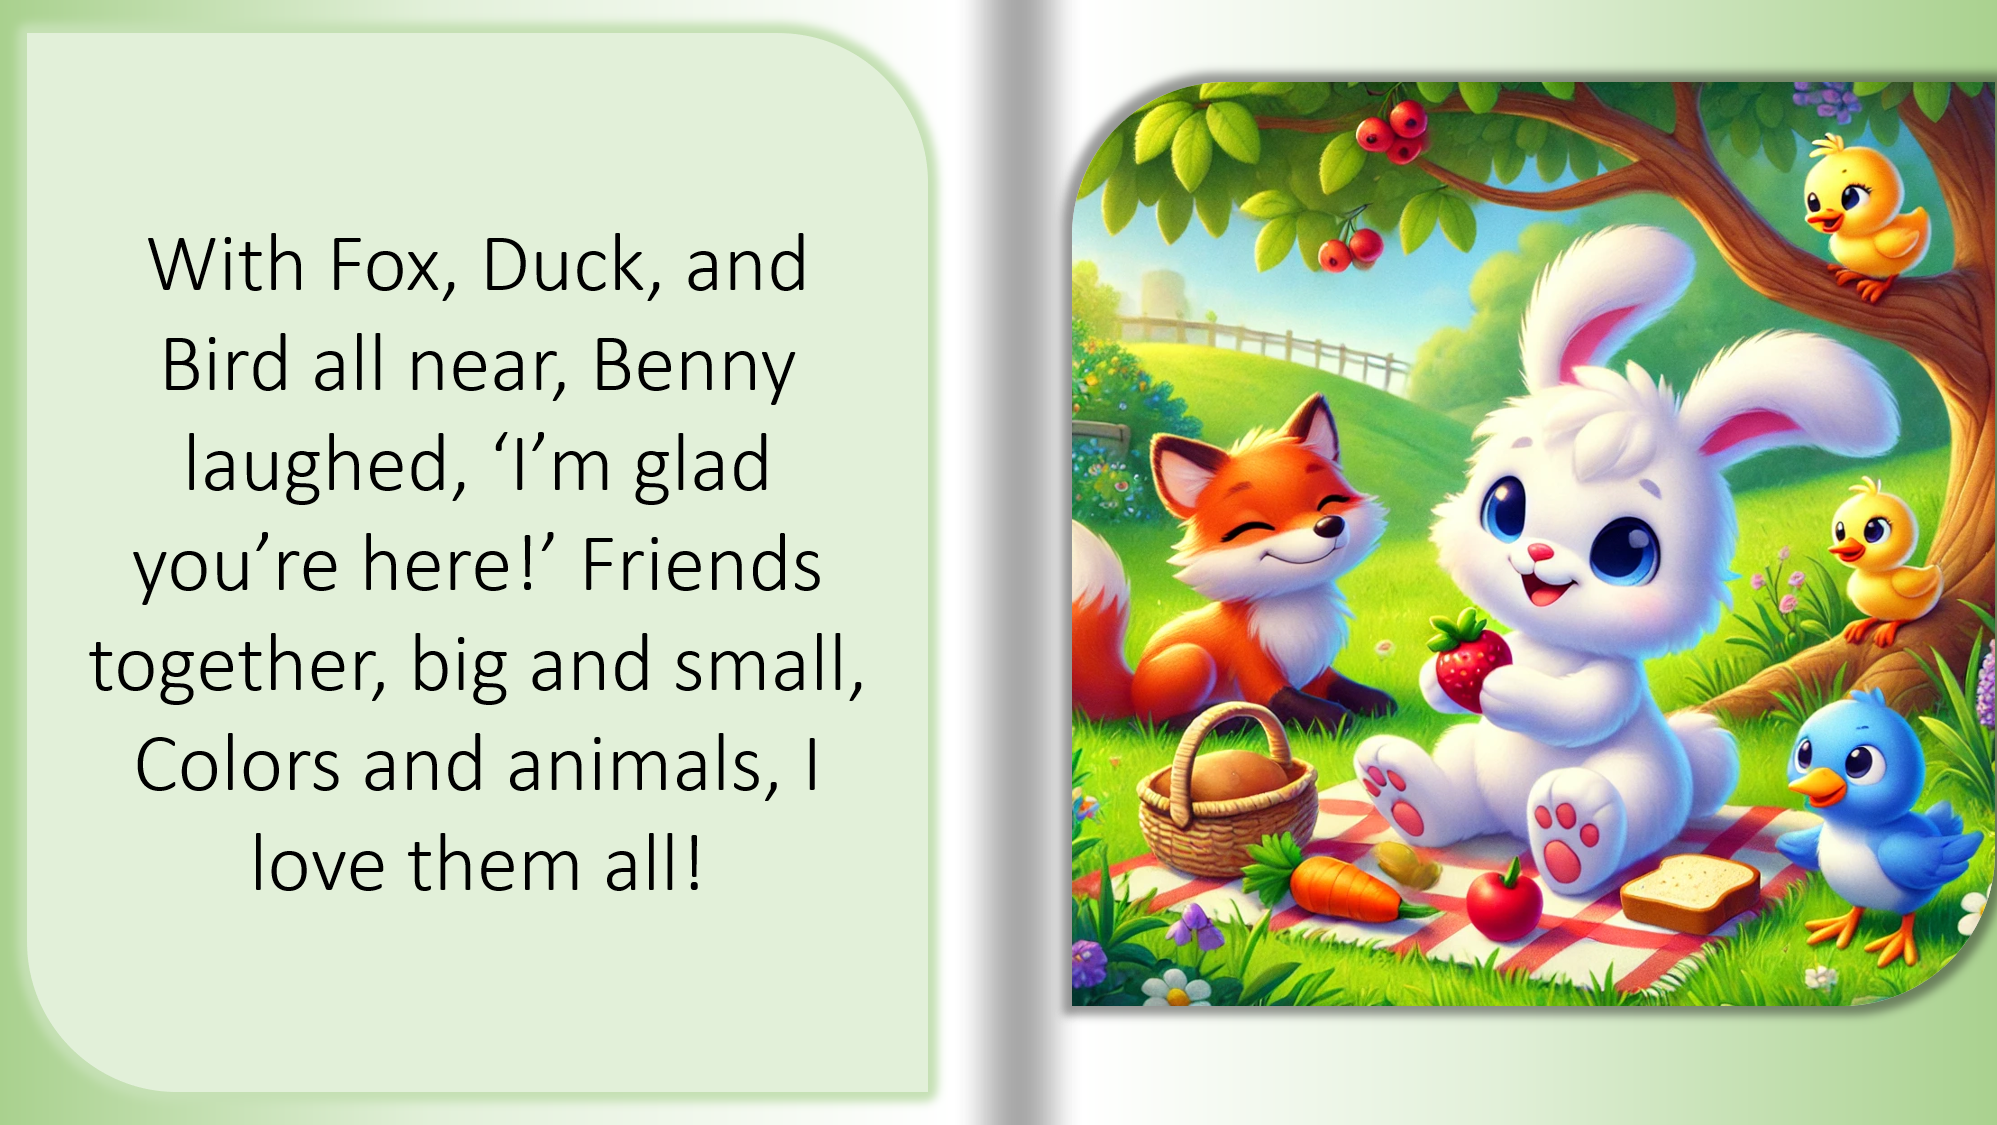 With Fox, Duck, and
Bird all near, Benny
laughed, ‘I’m glad
you’re here!’ Friends
together, big and small,
Colors and animals, I
love them all!